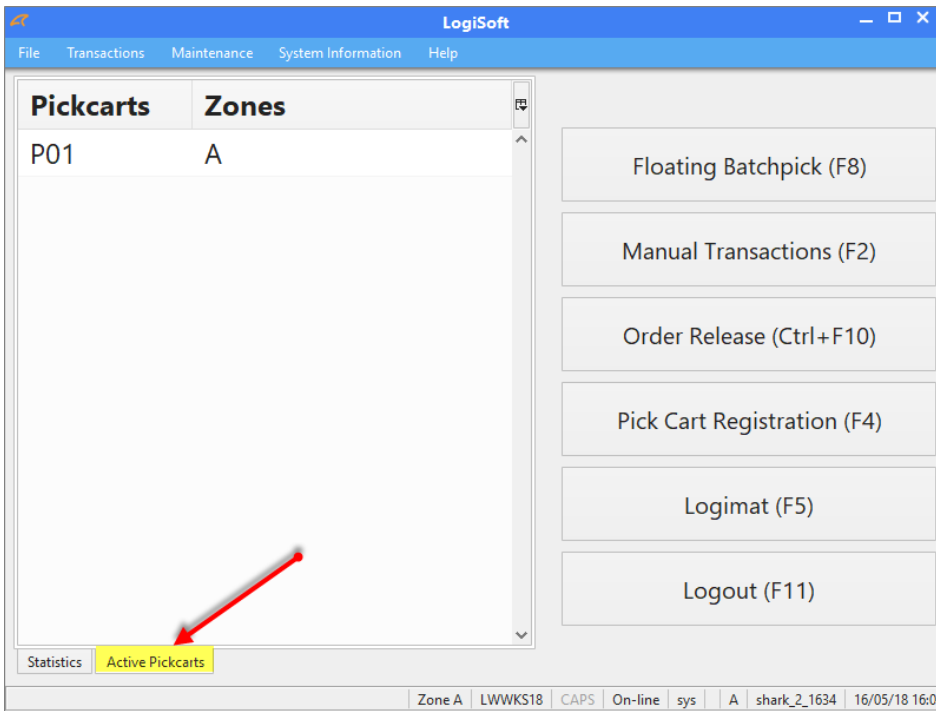 LogiSoft
File Transactions Maintenance System Information Help
Pickcarts Zones
P01 A
Floating Batchpick (F8)
Manual Transactions (F2)
Order Release (Ctrl+F10)
Pick Cart Registration (F4)
Logimat (F5)
Logout (F11)
Statistics Active Pickcarts
Zone A LWWKS18 CAPS On-line sys A shark_2_1634 16/05/18 16:0